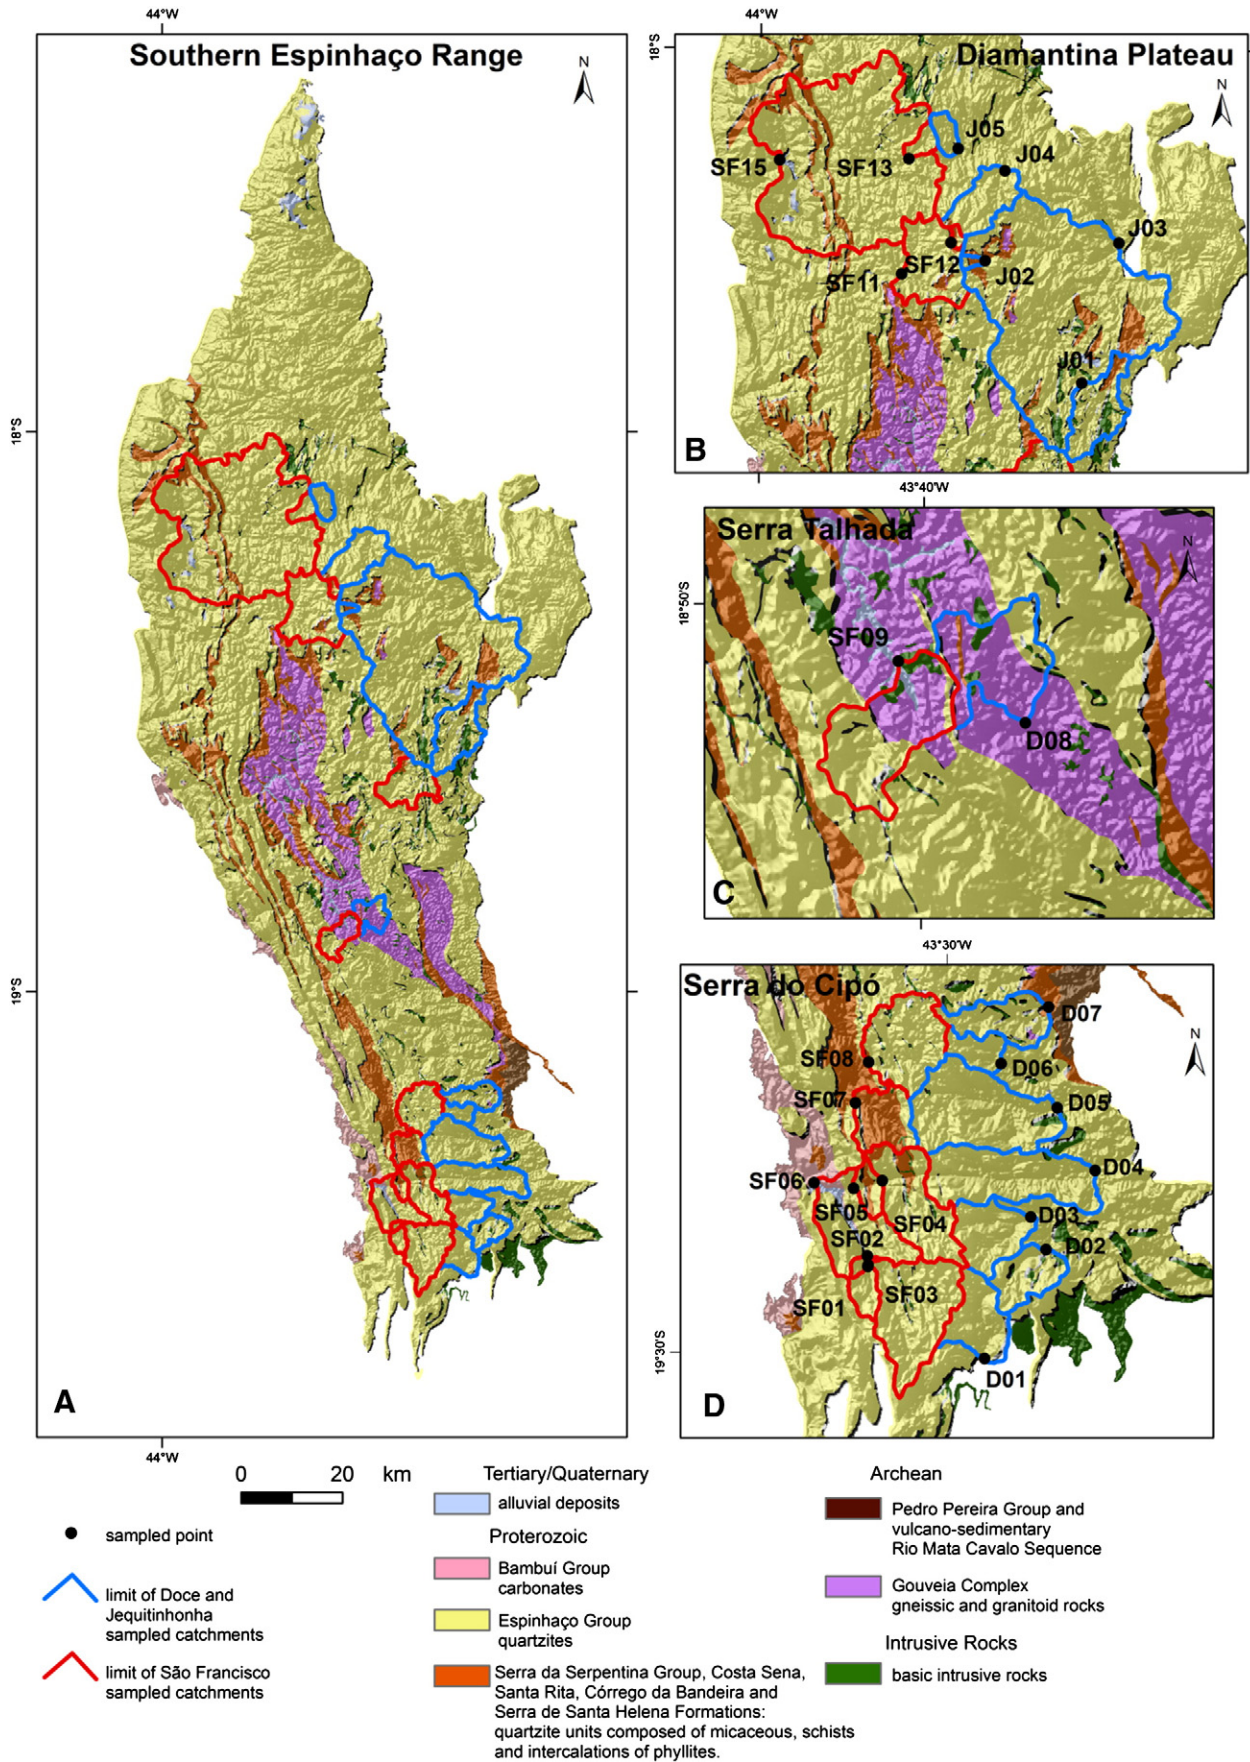 44°W
Southern Espinhaço Range
N
18°S
19°S
A
44°W
44°W
18°S
Diamantina Plateau
N
J05
SF15
SF13
J04
J03
SF12
SF11
J02
J01
B
43°40'W
Serra Talhada
N
18°50'S
SF09
D08
C
43°30'W
Serra do Cipó
N
D07
SF08
D06
SF07
D05
D04
SF06
SF05
SF04
D03
SF02
D02
SF01
SF03
19°30'S
D01
D
0 20 km
sampled point
limit of Doce and
Jequitinhonha
sampled catchments
limit of São Francisco
sampled catchments
Tertiary/Quaternary
alluvial deposits
Proterozoic
Bambuí Group
carbonates
Espinhaço Group
quartzites
Serra da Serpentina Group, Costa Sena,
Santa Rita, Córrego da Bandeira and
Serra de Santa Helena Formations:
quartzite units composed of micaceous, schists
and intercalations of phyllites.
Archean
Pedro Pereira Group and
vulcano-sedimentary
Rio Mata Cavalo Sequence
Gouveia Complex
gneissic and granitoid rocks
Intrusive Rocks
basic intrusive rocks